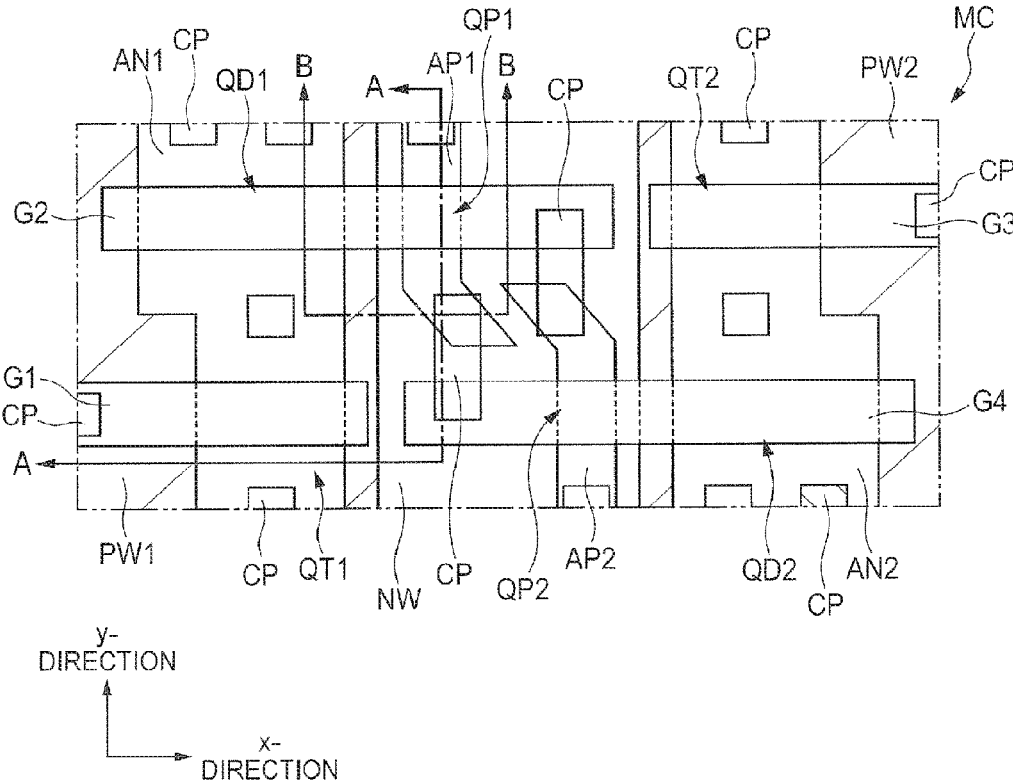 QP1
MC
CP
AN1
QD1
B
A
AP1
B
CP
QT2
CP
PW2
CP
G2
G3
G1
CP
G4
A
PW1
CP
QT1
NW
CP
QP2
AP2
QD2
CP
AN2
y-
DIRECTION
x-
DIRECTION